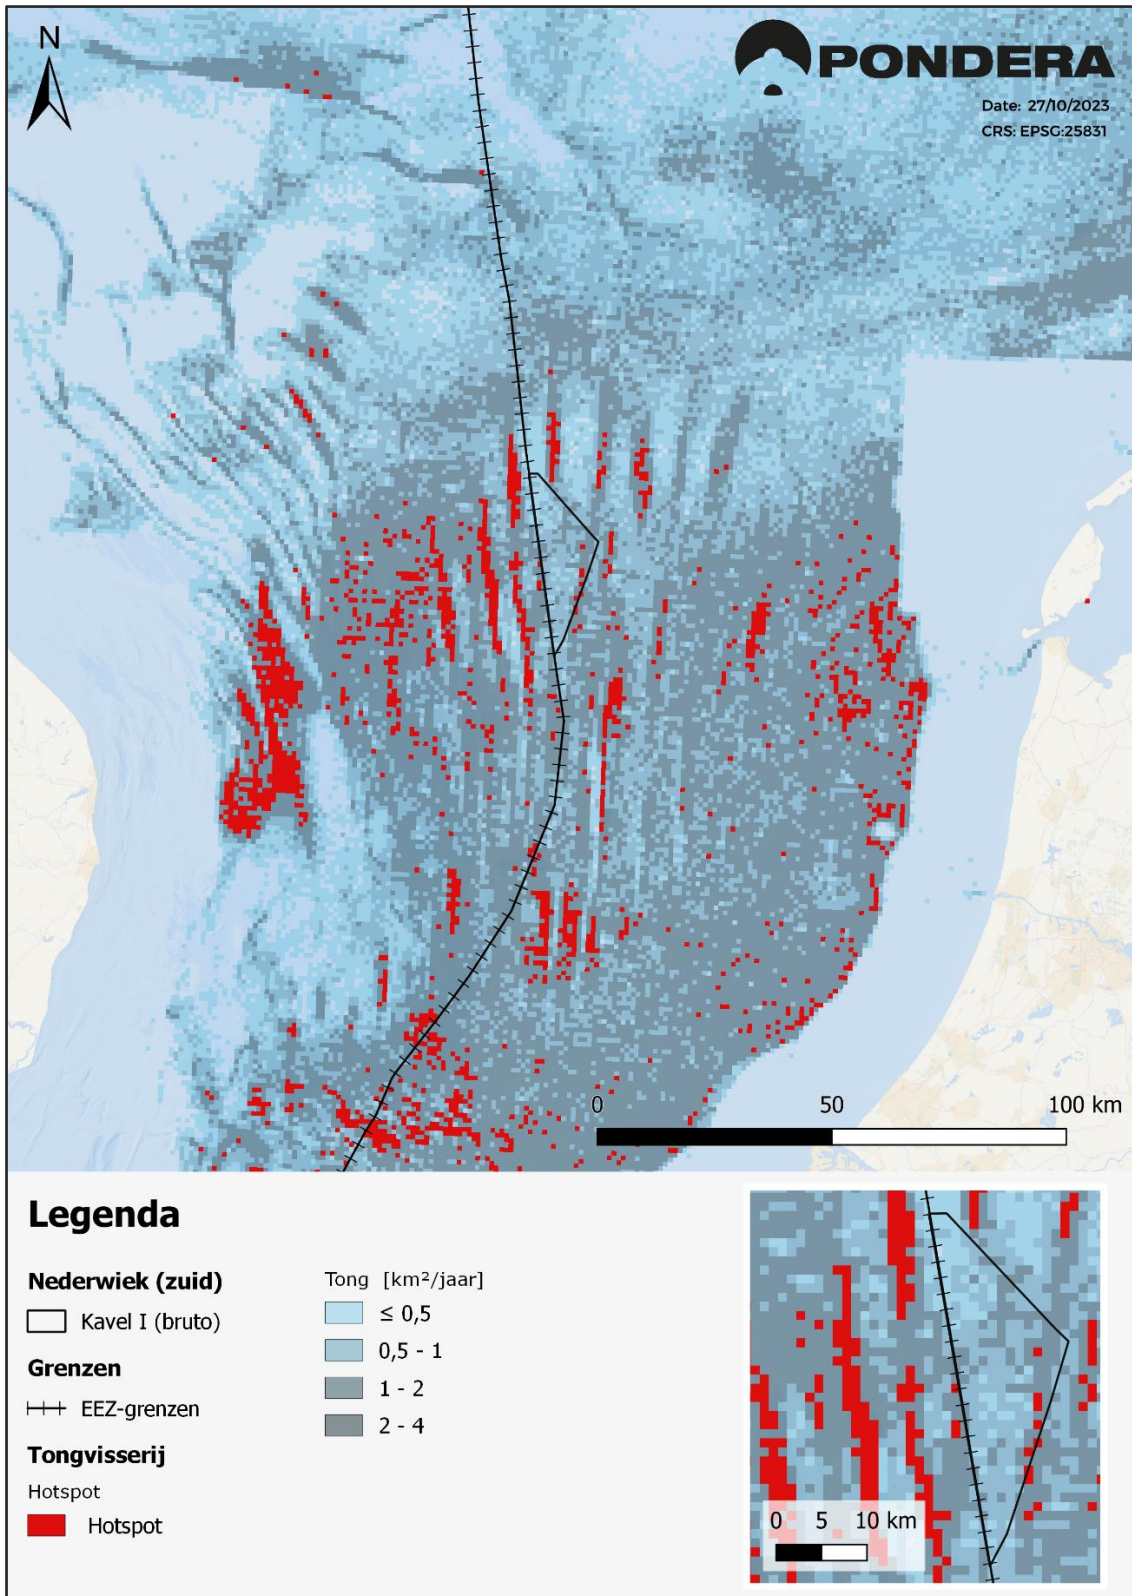 N
PONDERA
Date: 27/10/2023
CRS: EPSG:25831
0 50 100 km
Legenda
Nederwiek (zuid)
Kavel I (bruto)
Grenzen
EEZ-grenzen
Tongvisserij
Hotspot
Hotspot
Tong [km²/jaar]
≤ 0,5
0,5 - 1
1 - 2
2 - 4
0 5 10 km